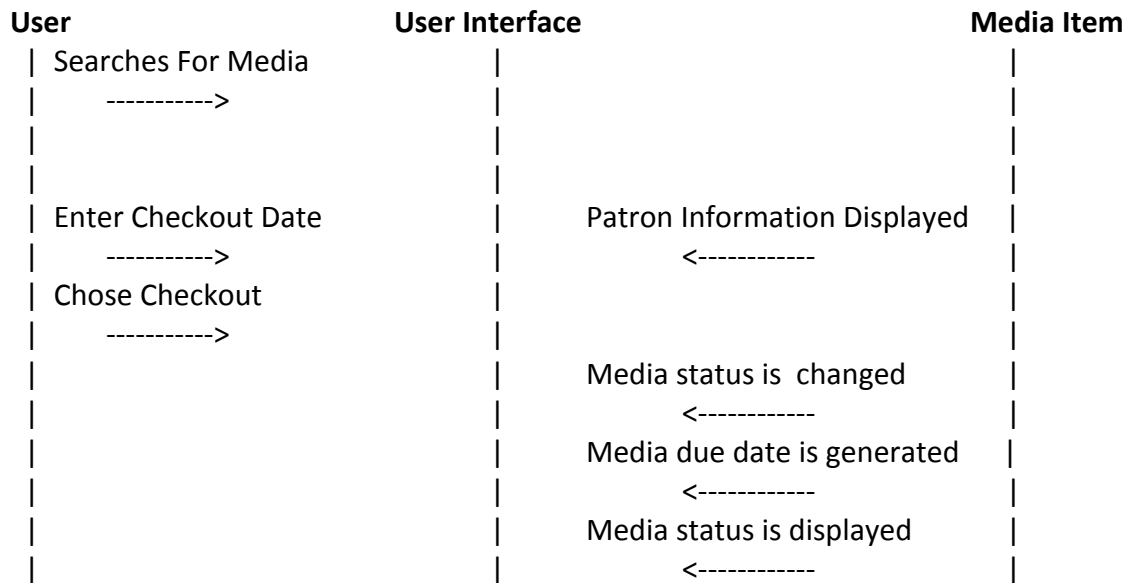 User User Interface Media Item
| Searches For Media | |
| -----------> | |
| | |
| | |
| Enter Checkout Date | Patron Information Displayed |
| -----------> | <------------ |
| Chose Checkout | |
| -----------> | |
| | Media status is changed |
| | <------------ |
| | Media due date is generated |
| | <------------ |
| | Media status is displayed |
| | <------------ |